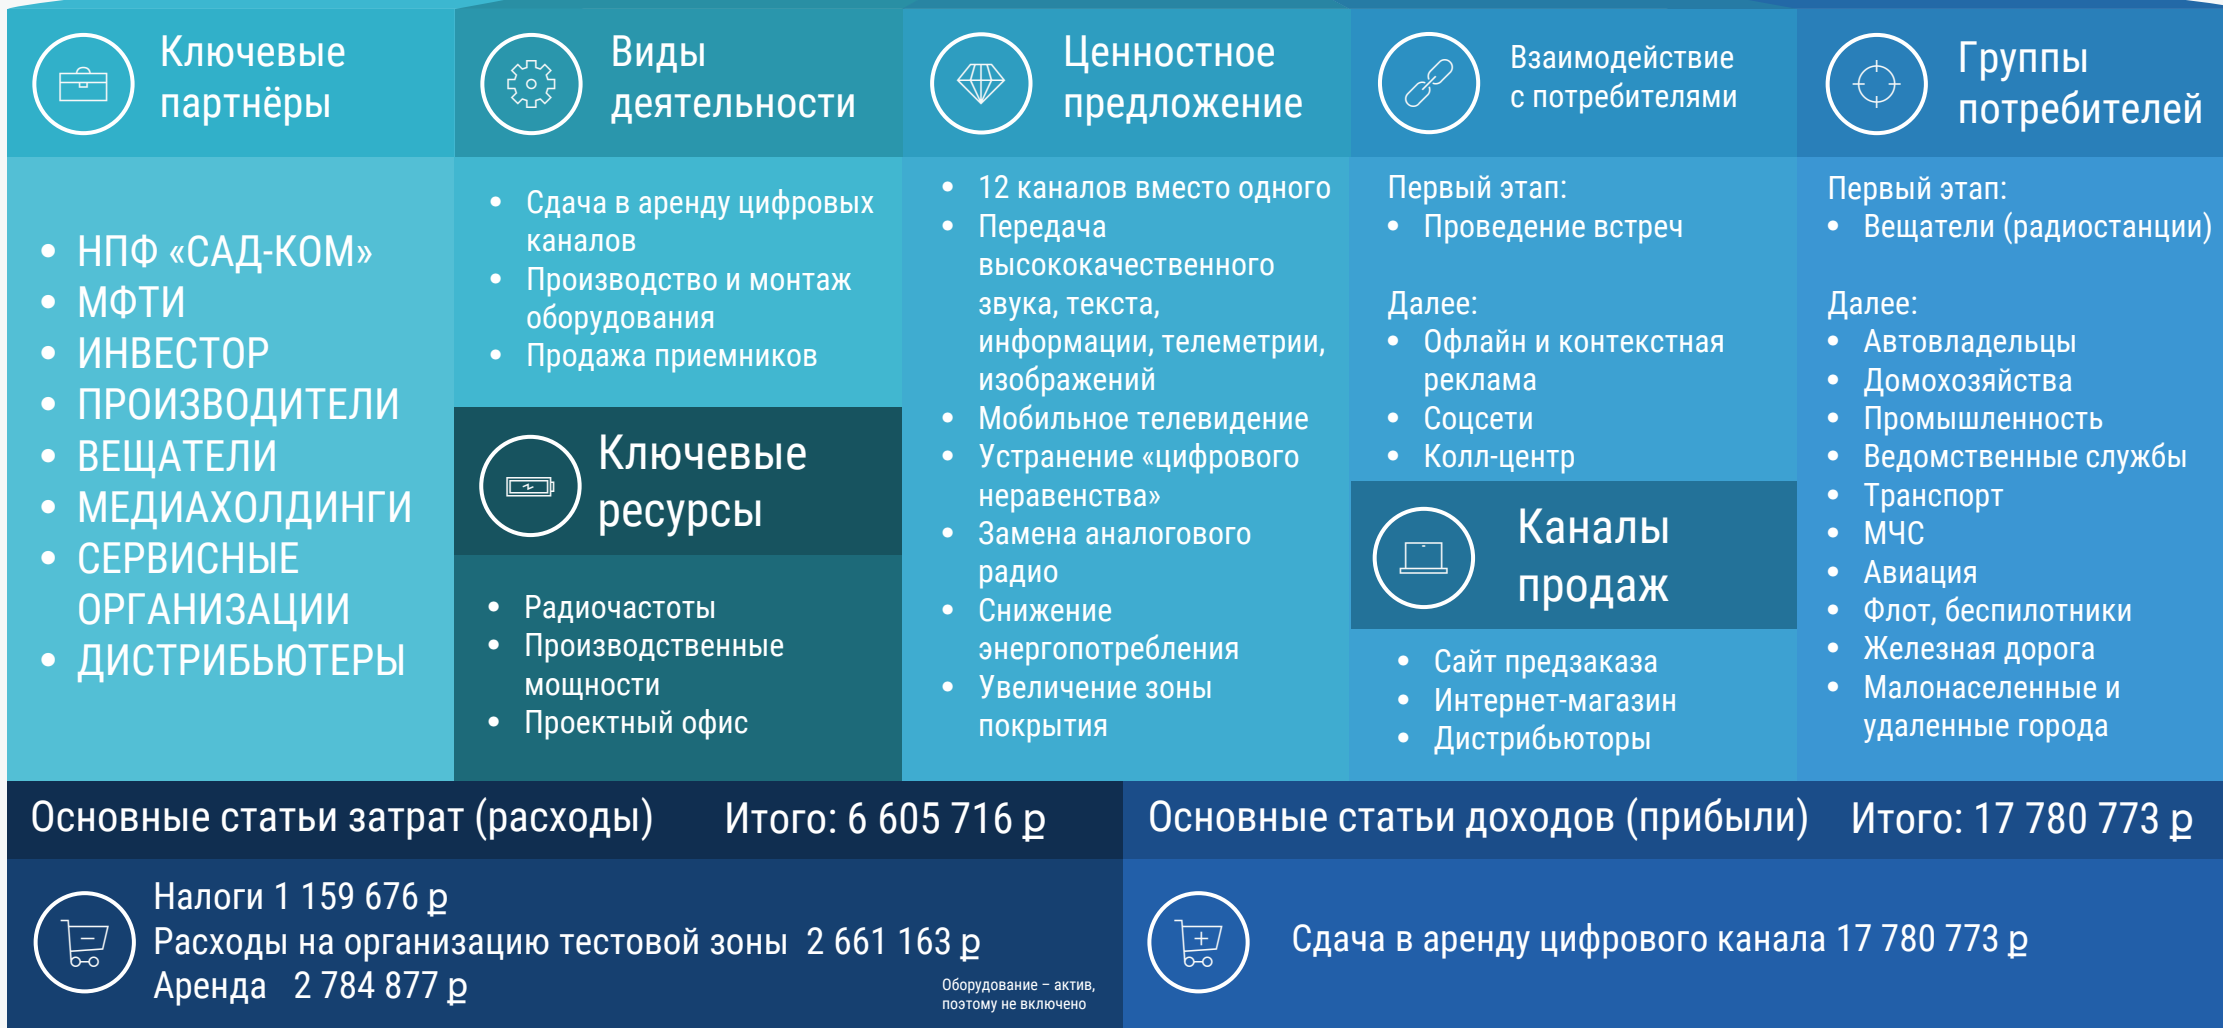 Ключевые
партнёры
НПФ «САД-КОМ»
МФТИ
ИНВЕСТОР
ПРОИЗВОДИТЕЛИ
ВЕЩАТЕЛИ
МЕДИАХОЛДИНГИ
СЕРВИСНЫЕ
ОРГАНИЗАЦИИ
ДИСТРИБЬЮТЕРЫ
Виды
деятельности
Сдача в аренду цифровых
каналов
Производство и монтаж
оборудования
Продажа приемников
Ключевые
ресурсы
Радиочастоты
Производственные
мощности
Проектный офис
Ценностное
предложение
12 каналов вместо одного
Передача
высококачественного
звука, текста,
информации, телеметрии,
изображений
Мобильное телевидение
Устранение «цифрового
неравенства»
Замена аналогового
радио
Снижение
энергопотребления
Увеличение зоны
покрытия
Взаимодействие
с потребителями
Первый этап:
Проведение встреч
Далее:
Офлайн и контекстная
реклама
Соцсети
Колл-центр
Каналы
продаж
Сайт предзаказа
Интернет-магазин
Дистрибьюторы
Группы
потребителей
Первый этап:
Вещатели (радиостанции)
Далее:
Автовладельцы
Домохозяйства
Промышленность
Ведомственные службы
Транспорт
МЧС
Авиация
Флот, беспилотники
Железная дорога
Малонаселенные и
удаленные города
Основные статьи затрат (расходы) Итого: 6 605 716 р
Налоги 1 159 676 р
Расходы на организацию тестовой зоны 2 661 163 р
Аренда 2 784 877 р
Оборудование – актив,
поэтому не включено
Основные статьи доходов (прибыли) Итого: 17 780 773 р
Сдача в аренду цифрового канала 17 780 773 р